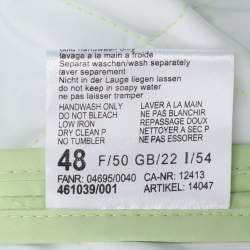 cold handwash only
lavage a la main a froide
Separat waschen/wash separately
laver separement
Nicht in der Lauge liegen lassen
do not keep in soapy water
ne pas laisser tremper
HANDWASH ONLY LAVER A LA MAIN
DO NOT BLEACH NE PAS BLANCHIR
LOW IRON REPASSAGE DOUX
DRY CLEAN P NETTOYER A SEC P
NO TUMBLER NE PAS ESSORER
48 F/50 GB/22 I/54
FANR: 04695/0040 CA-NR: 12413
461039/001 ARTIKEL: 14047